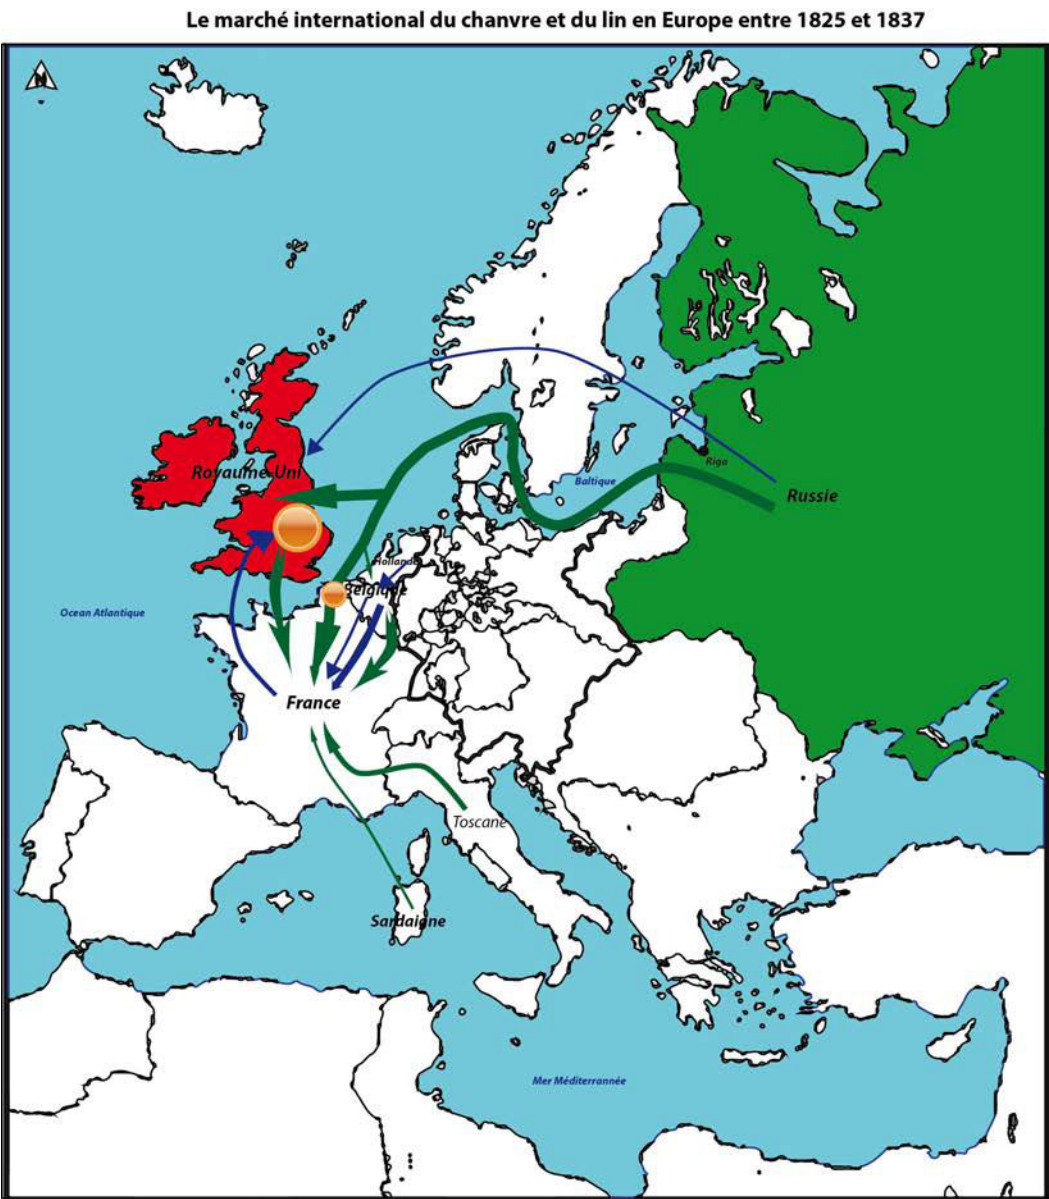 Le marché international du chanvre et du lin en Europe entre 1825 et 1837
N
Royaume-Uni
Riga
Baltique
Russie
Hollande
Belgique
Ocean Atlantique
France
Toscane
Sardaigne
Mer Méditerrannée